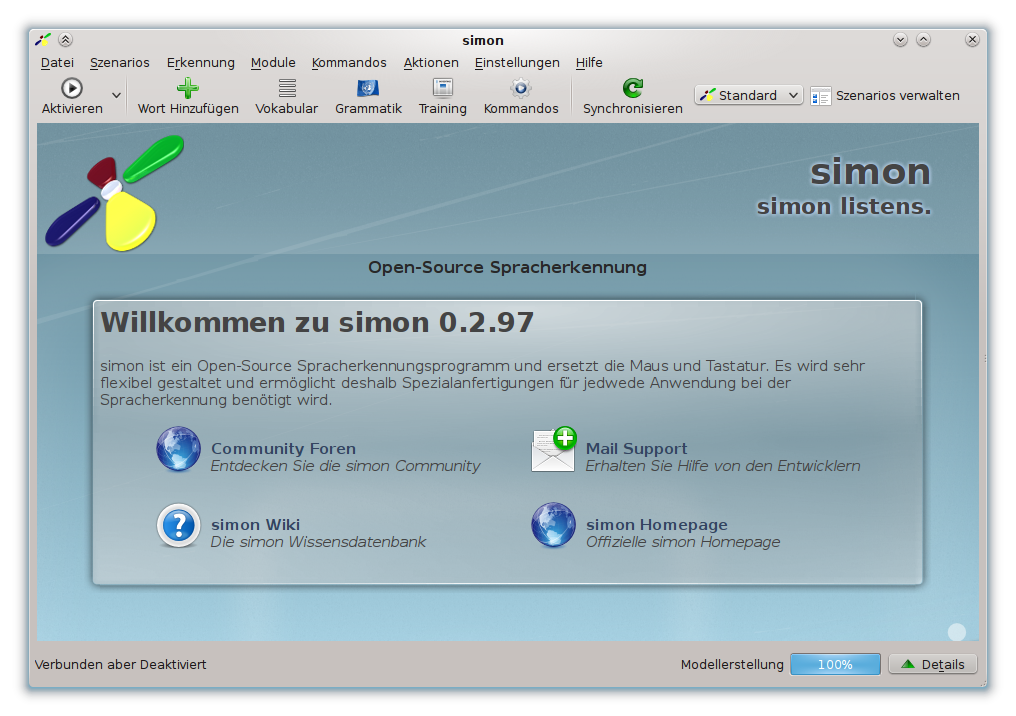 simon
Datei Szenarios Erkennung Module Kommandos Aktionen Einstellungen Hilfe
Aktivieren Wort Hinzufügen Vokabular Grammatik Training Kommandos Synchronisieren Standard Szenarios verwalten
simon
simon listens.
Open-Source Spracherkennung
Willkommen zu simon 0.2.97
simon ist ein Open-Source Spracherkennungsprogramm und ersetzt die Maus und Tastatur. Es wird sehr
flexibel gestaltet und ermöglicht deshalb Spezialanfertigungen für jedwede Anwendung bei der
Spracherkennung benötigt wird.
Community Foren
Entdecken Sie die simon Community
Mail Support
Erhalten Sie Hilfe von den Entwicklern
simon Wiki
Die simon Wissensdatenbank
simon Homepage
Offizielle simon Homepage
Verbunden aber Deaktiviert Modellerstellung 100% Details